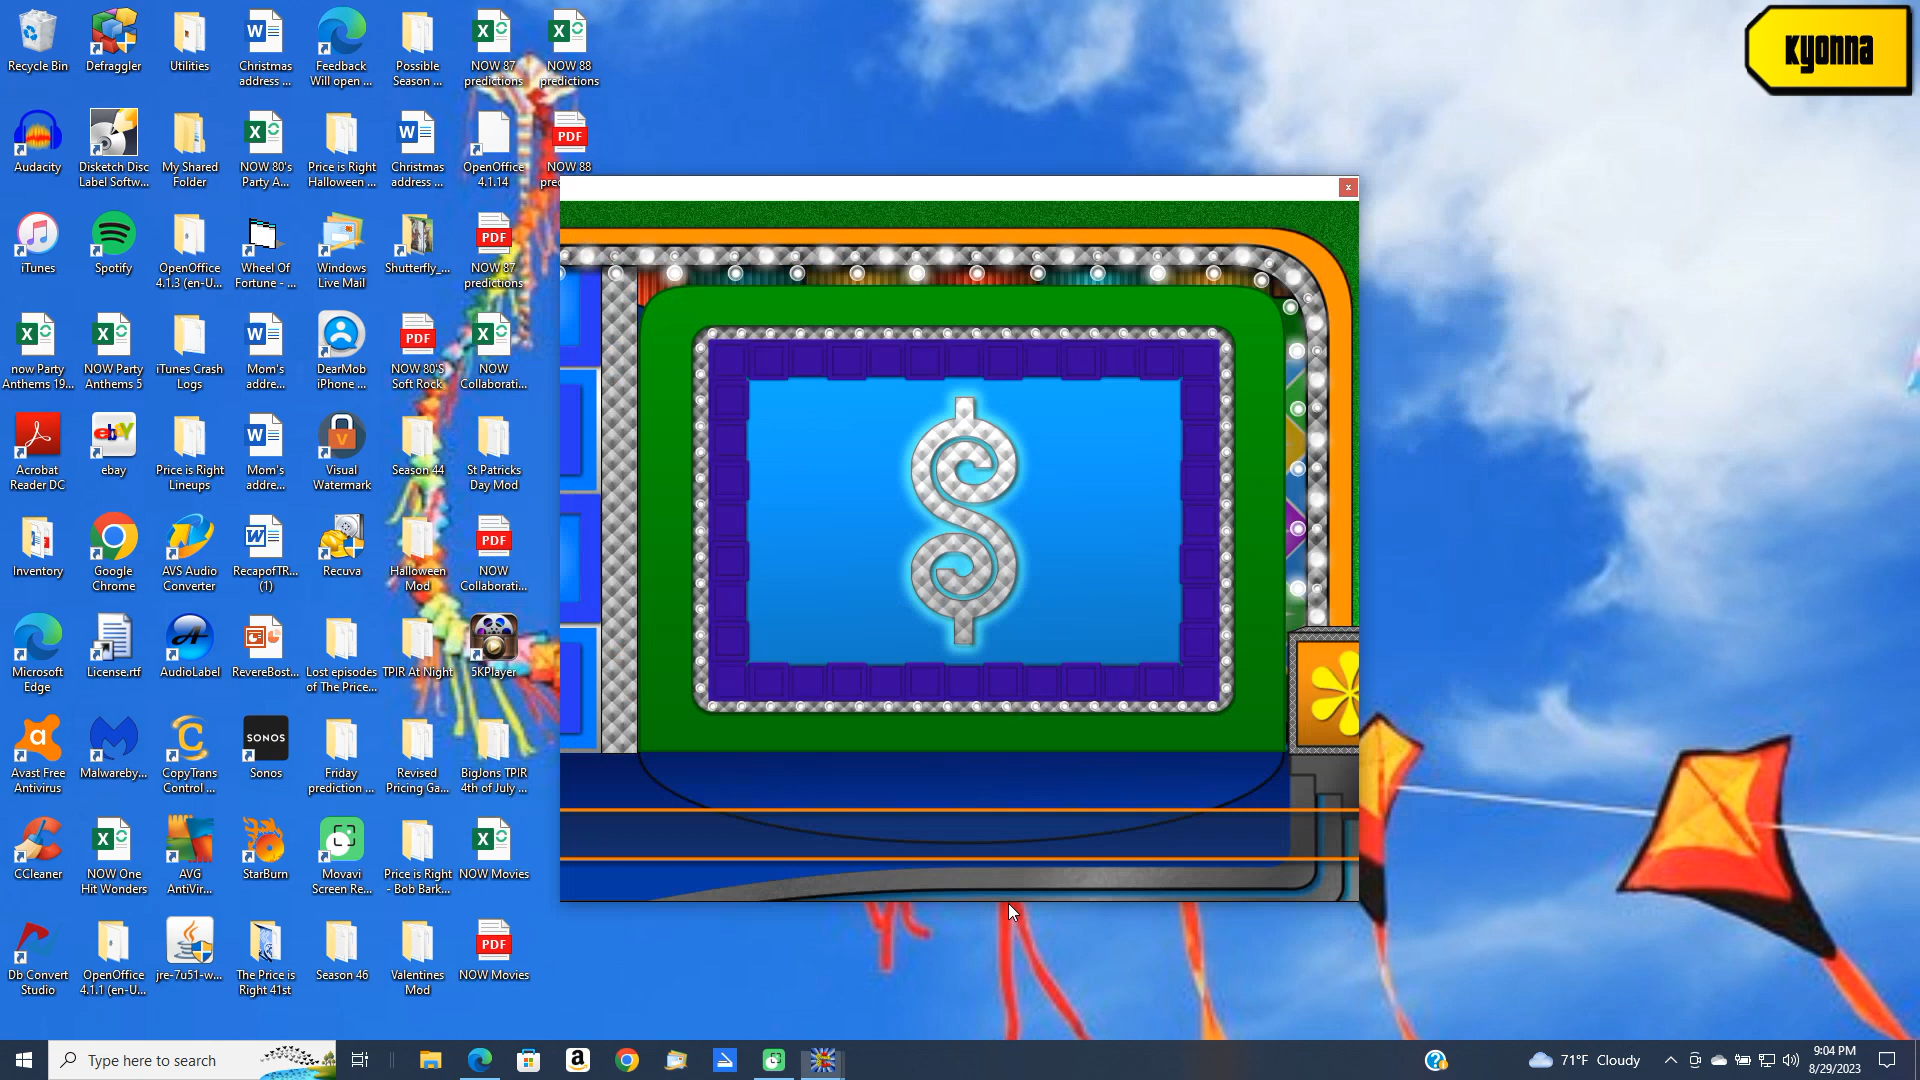 Recycle Bin
Defraggler
Utilities
Christmas
address ...
Feedback
Will open ...
Possible
Season ...
NOW 87
predictions
NOW 88
predictions
Kyonna
Audacity
Disketch Disc
Label Softw...
My Shared
Folder
NOW 80's
Party A...
Price is Right
Halloween ...
Christmas
address ...
OpenOffice
4.1.14
PDF
NOW 88
iTunes
Spotify
OpenOffice
4.1.3 (en-U...
Wheel Of
Fortune - ...
Windows
Live Mail
Shutterfly_...
PDF
NOW 87
predictions
now Party
Anthems 19...
NOW Party
Anthems 5
iTunes Crash
Logs
Mom's
addre...
DearMob
iPhone ...
PDF
NOW 80'S
Soft Rock
NOW
Collaborati...
Acrobat
Reader DC
ebay
ebay
Price is Right
Lineups
Mom's
addre...
Visual
Watermark
Season 44
St Patricks
Day Mod
Inventory
Google
Chrome
AVS Audio
Converter
RecapofTR...
(1)
Recuva
Halloween
Mod
PDF
NOW
Collaborati...
Microsoft
Edge
License.rtf
AudioLabel
RevereBost...
Lost episodes
of The Price...
TPIR At Night
5KPlayer
Avast Free
Antivirus
Malwareby...
CopyTrans
Control ...
SONOS
Sonos
Friday
prediction ...
Revised
Pricing Ga...
BigJons TPIR
4th of July ...
CCleaner
NOW One
Hit Wonders
AVG
AntiVir...
StarBurn
Movavi
Screen Re...
Price is Right
- Bob Bark...
NOW Movies
Db Convert
Studio
OpenOffice
4.1.1 (en-U...
jre-7u51-w...
The Price is
Right 41st
Season 46
Valentines
Mod
PDF
NOW Movies
Type here to search
71°F Cloudy
9:04 PM
8/29/2023